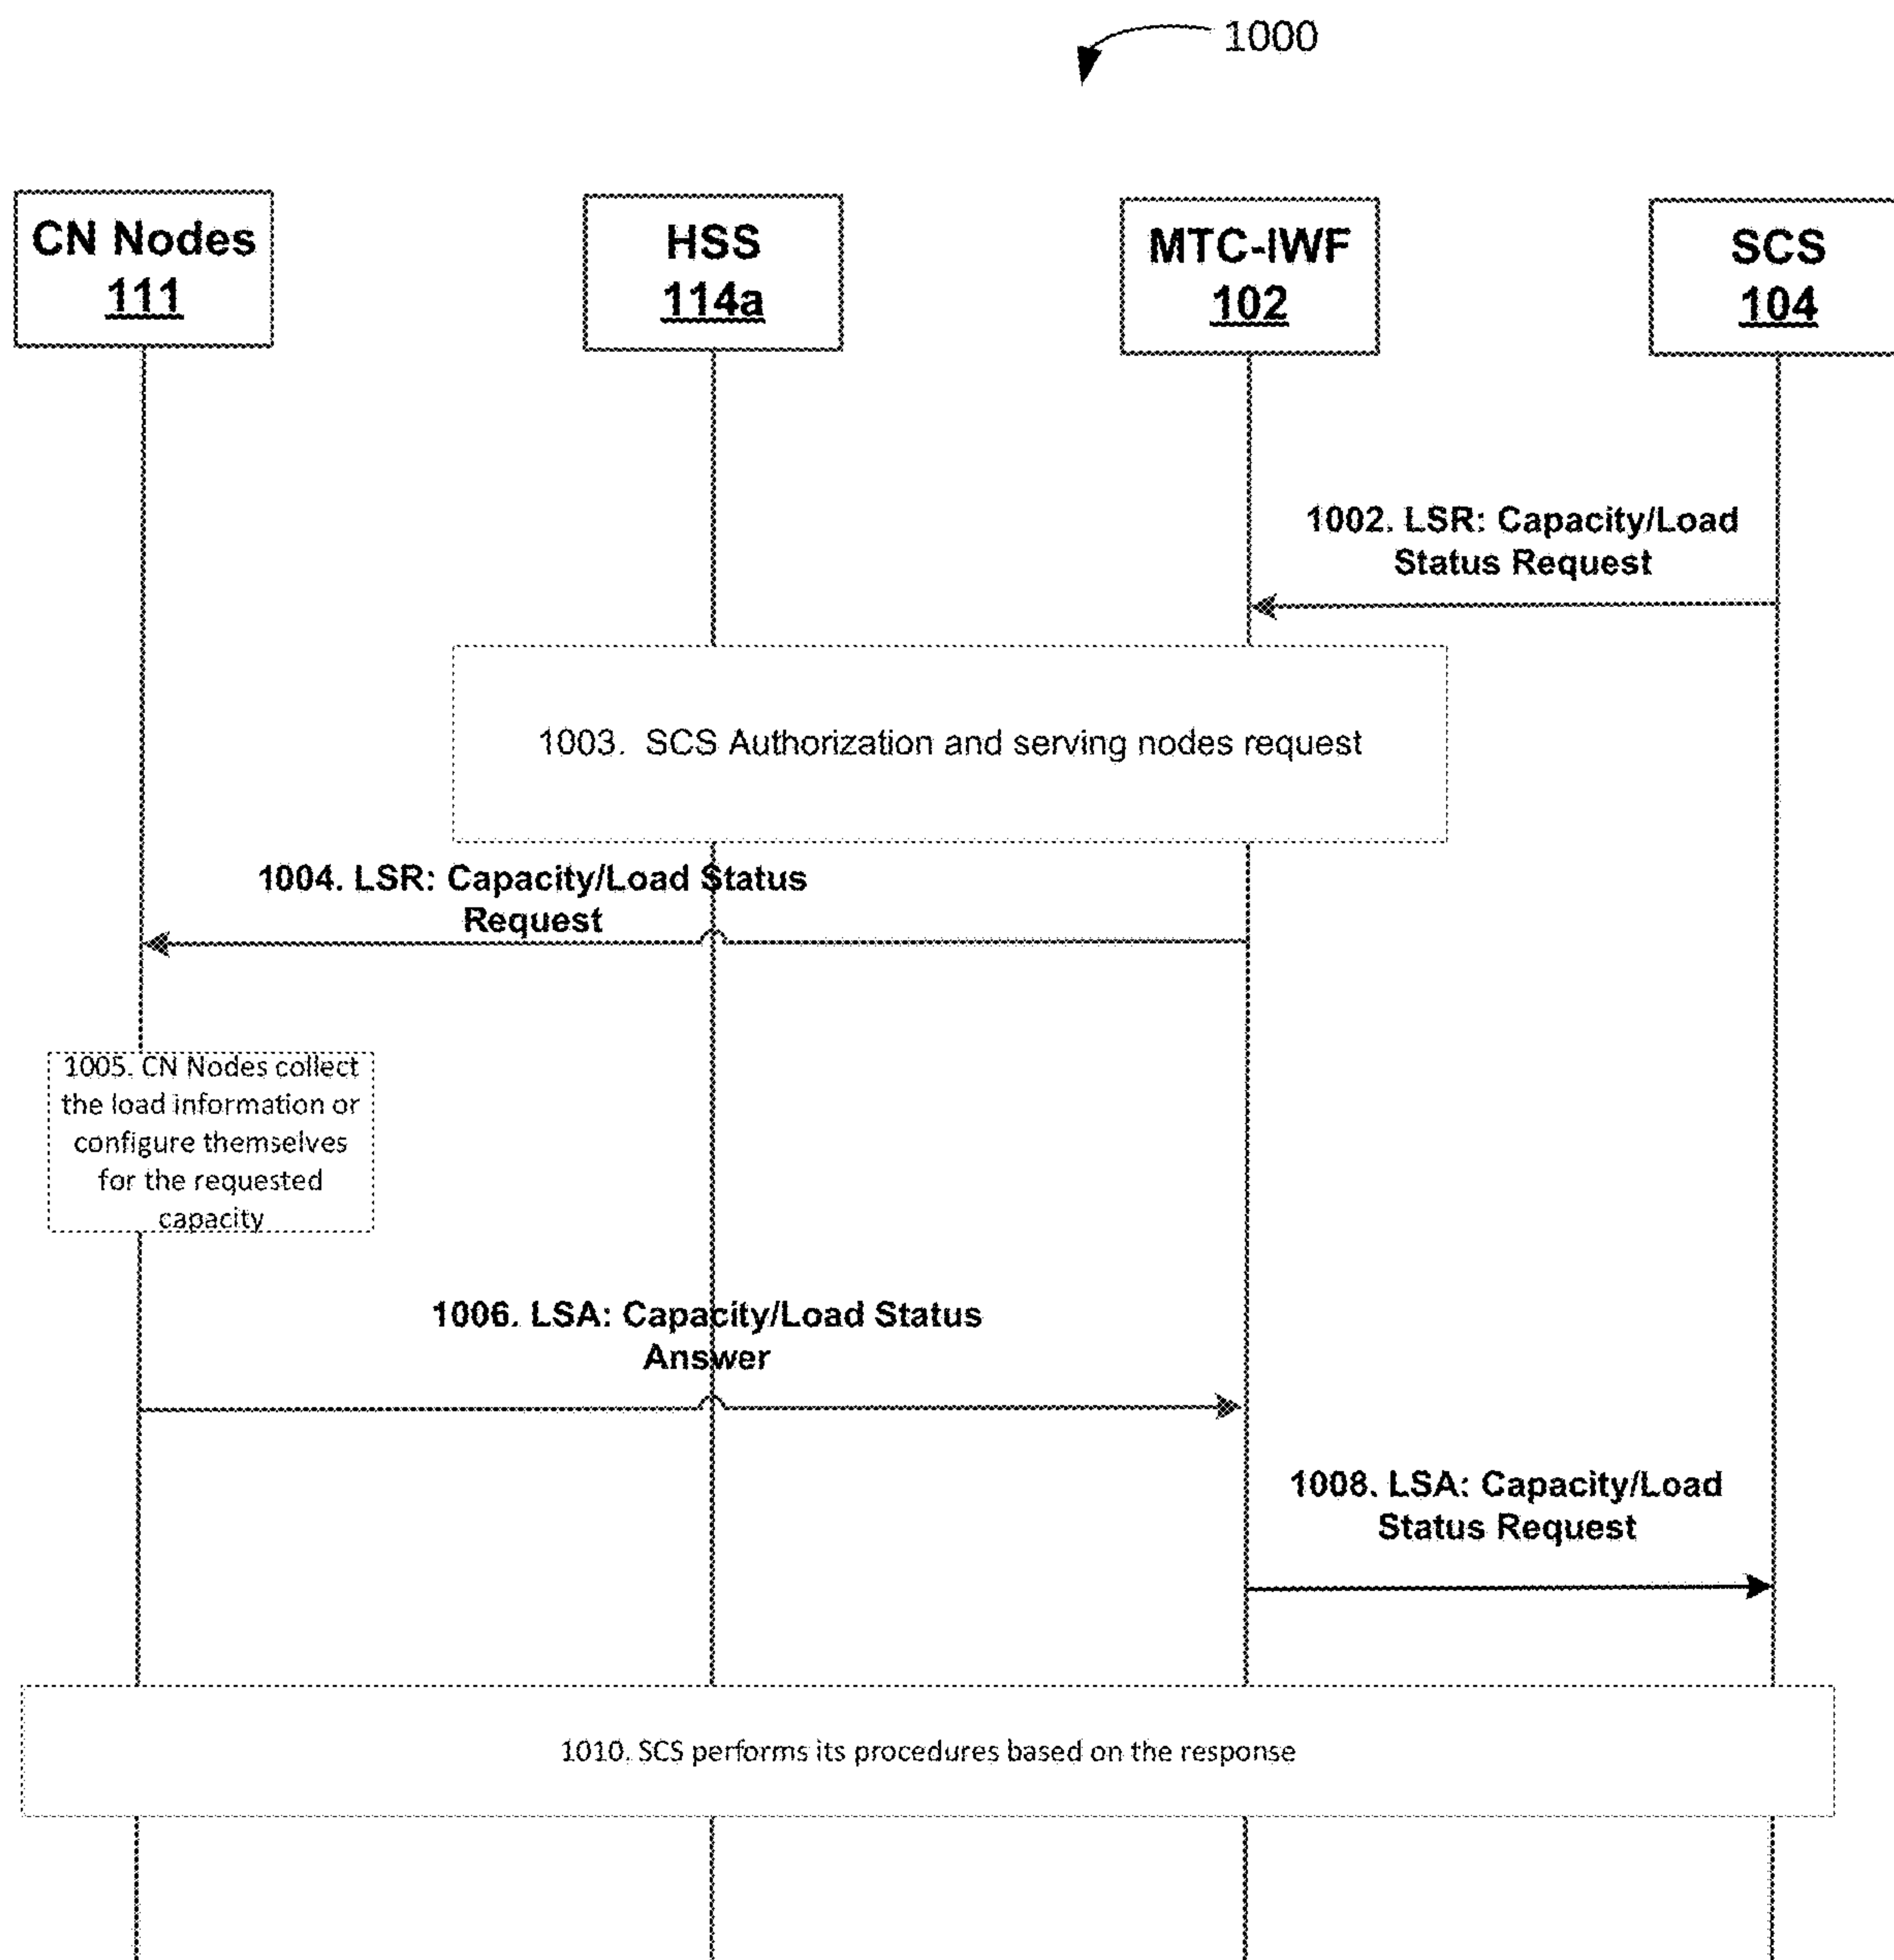 1000
CN Nodes
111
HSS
114a
MTC-IWF
102
SCS
104
1002. LSR: Capacity/Load
Status Request
1003. SCS Authorization and serving nodes request
1004. LSR: Capacity/Load Status
Request
1005. CN Nodes collect
the load information or
configure themselves
for the requested
capacity
1006. LSA: Capacity/Load Status
Answer
1008. LSA: Capacity/Load
Status Request
1010. SCS performs its procedures based on the response